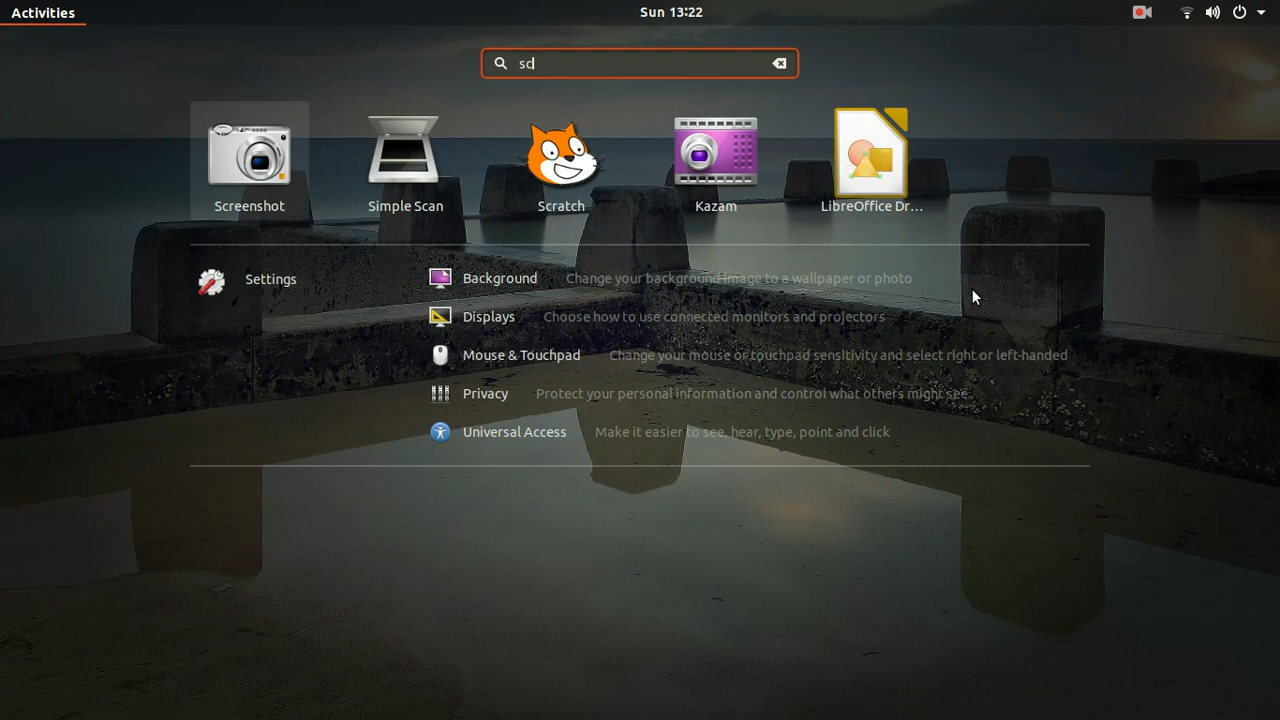 Activities
Sun 13:22
sc
Screenshot
Simple Scan
Scratch
Kazam
LibreOffice Dr...
Settings
Background Change your background image to a wallpaper or photo
Displays Choose how to use connected monitors and projectors
Mouse & Touchpad Change your mouse or touchpad sensitivity and select right or left-handed
Privacy Protect your personal information and control what others might see
Universal Access Make it easier to see, hear, type, point and click